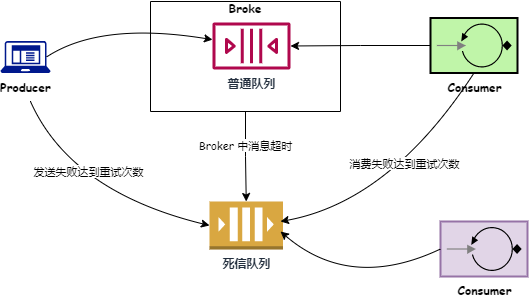 Broke
普通队列
Producer
Consumer
Broker 中消息超时
消费失败达到重试次数
发送失败达到重试次数
死信队列
Consumer